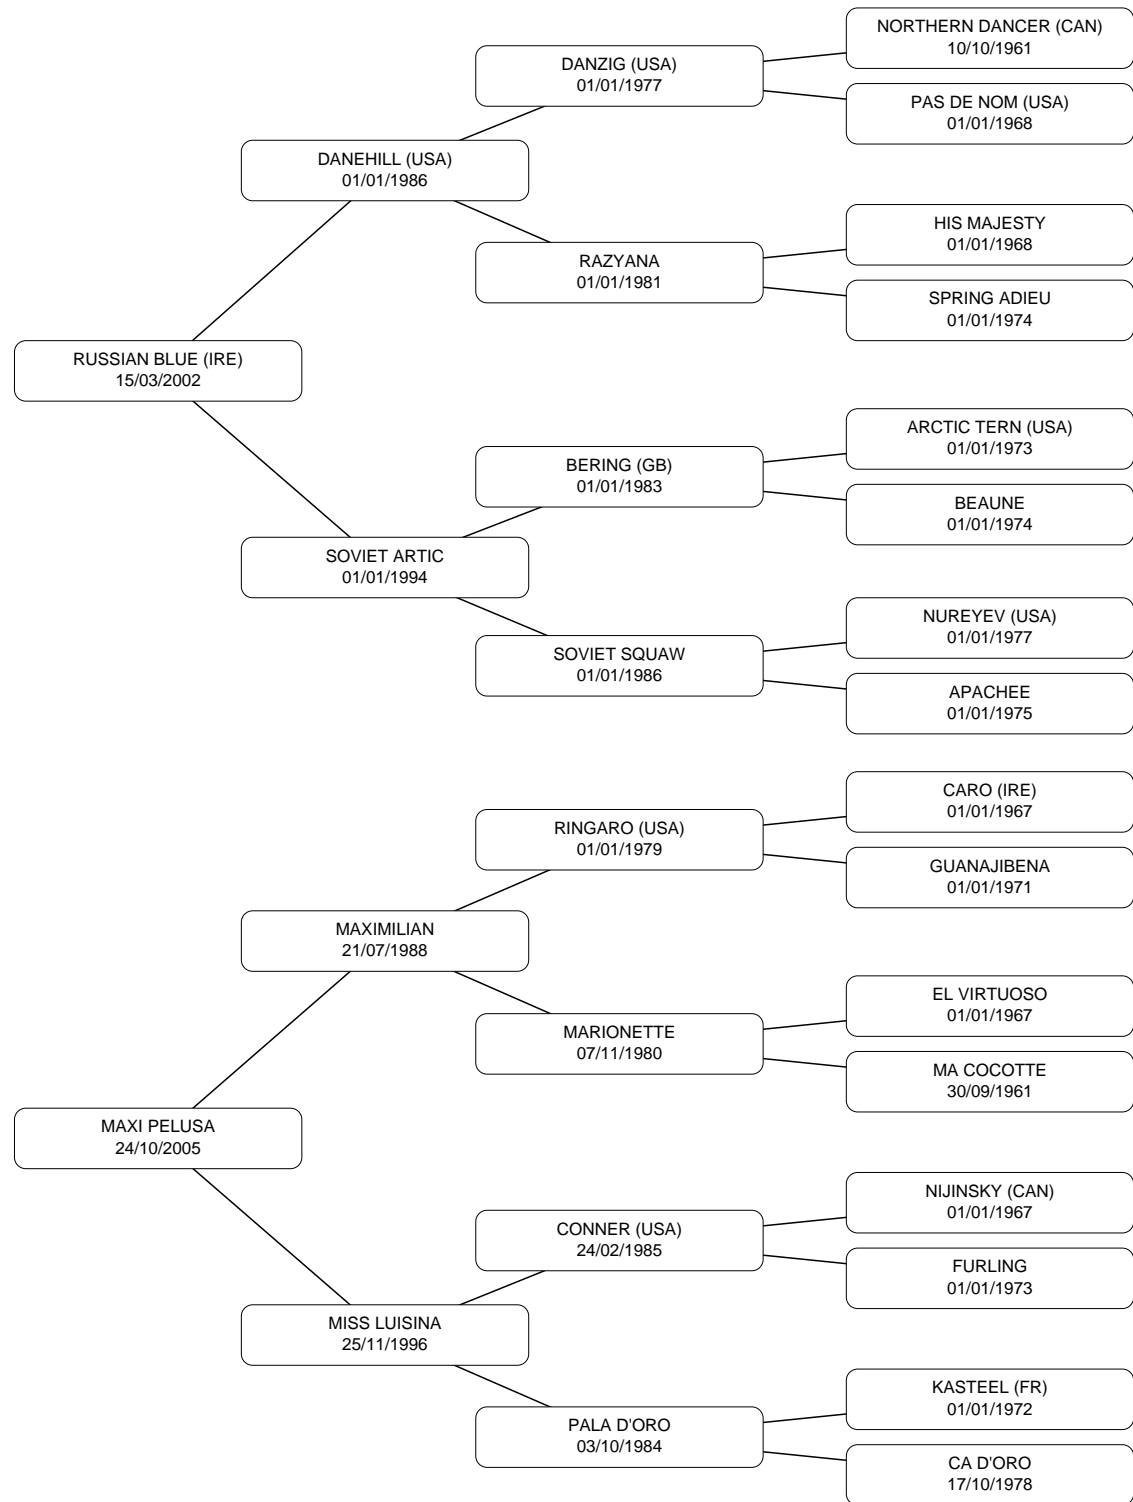 NORTHERN DANCER (CAN)
10/10/1961
DANZIG (USA)
01/01/1977
PAS DE NOM (USA)
01/01/1968
DANEHILL (USA)
01/01/1986
HIS MAJESTY
01/01/1968
RAZYANA
01/01/1981
SPRING ADIEU
01/01/1974
RUSSIAN BLUE (IRE)
15/03/2002
ARCTIC TERN (USA)
01/01/1973
BERING (GB)
01/01/1983
BEAUNE
01/01/1974
SOVIET ARTIC
01/01/1994
NUREYEV (USA)
01/01/1977
SOVIET SQUAW
01/01/1986
APACHEE
01/01/1975
CARO (IRE)
01/01/1967
RINGARO (USA)
01/01/1979
GUANAJIBENA
01/01/1971
MAXIMILIAN
21/07/1988
EL VIRTUOSO
01/01/1967
MARIONETTE
07/11/1980
MA COCOTTE
30/09/1961
MAXI PELUSA
24/10/2005
NIJINSKY (CAN)
01/01/1967
CONNER (USA)
24/02/1985
FURLING
01/01/1973
MISS LUISINA
25/11/1996
KASTEEL (FR)
01/01/1972
PALA D'ORO
03/10/1984
CA D'ORO
17/10/1978